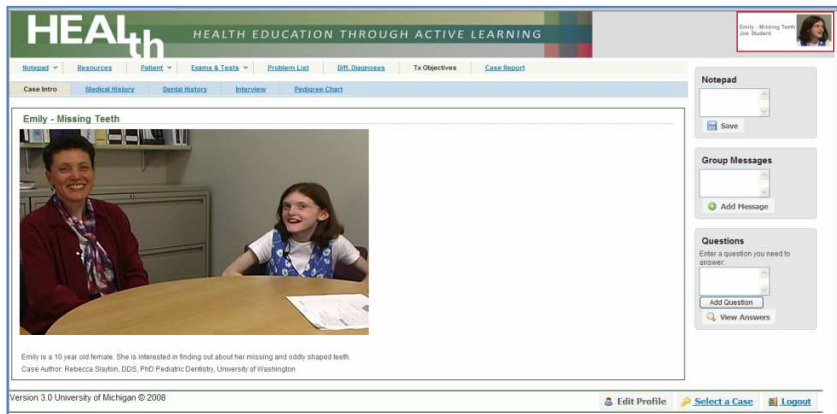 HEALth
HEALTH EDUCATION THROUGH ACTIVE LEARNING
Emily - Missing Teeth
Joe Student
Notepad Resources Patient Exams & Tests Problem List Diff. Diagnoses Tx Objectives Case Report
Case Intro Medical History Dental History Interview Pedigree Chart
Emily - Missing Teeth
Emily is a 10 year old female. She is interested in finding out about her missing and oddly shaped teeth.
Case Author: Rebecca Slayton, DDS, PhD Pediatric Dentistry, University of Washington
Notepad
Save
Group Messages
Add Message
Questions
Enter a question you need to
answer:
Add Question
View Answers
Version 3.0 University of Michigan © 2008
Edit Profile Select a Case Logout